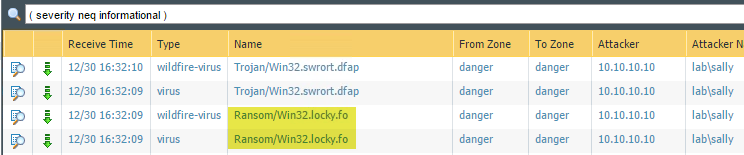 ( severity neq informational )
Receive Time Type Name From Zone To Zone Attacker Attacker N
12/30 16:32:10 wildfire-virus Trojan/Win32.swrort.dfap danger danger 10.10.10.10 lab\sally
12/30 16:32:09 virus Trojan/Win32.swrort.dfap danger danger 10.10.10.10 lab\sally
12/30 16:32:09 wildfire-virus Ransom/Win32.locky.fo danger danger 10.10.10.10 lab\sally
12/30 16:32:09 virus Ransom/Win32.locky.fo danger danger 10.10.10.10 lab\sally